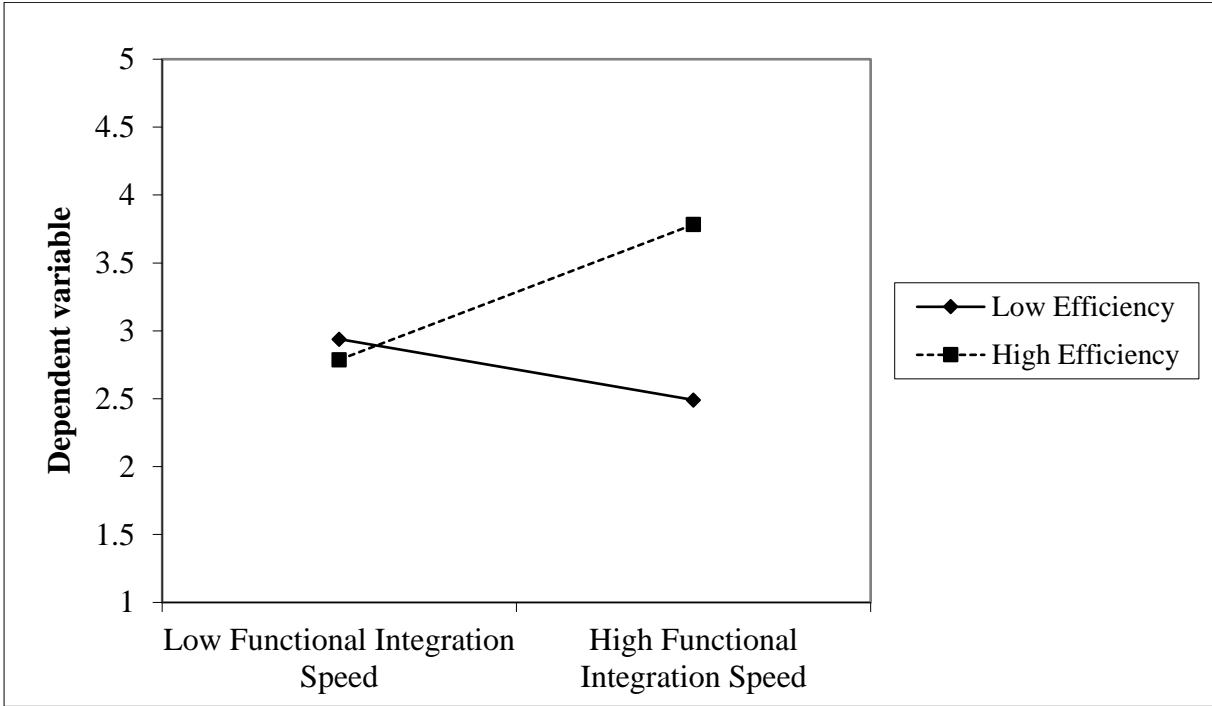 5
4.5
4
3.5
3
2.5
2
1.5
1
Dependent variable
Low Functional Integration
Speed
High Functional
Integration Speed
Low Efficiency
High Efficiency